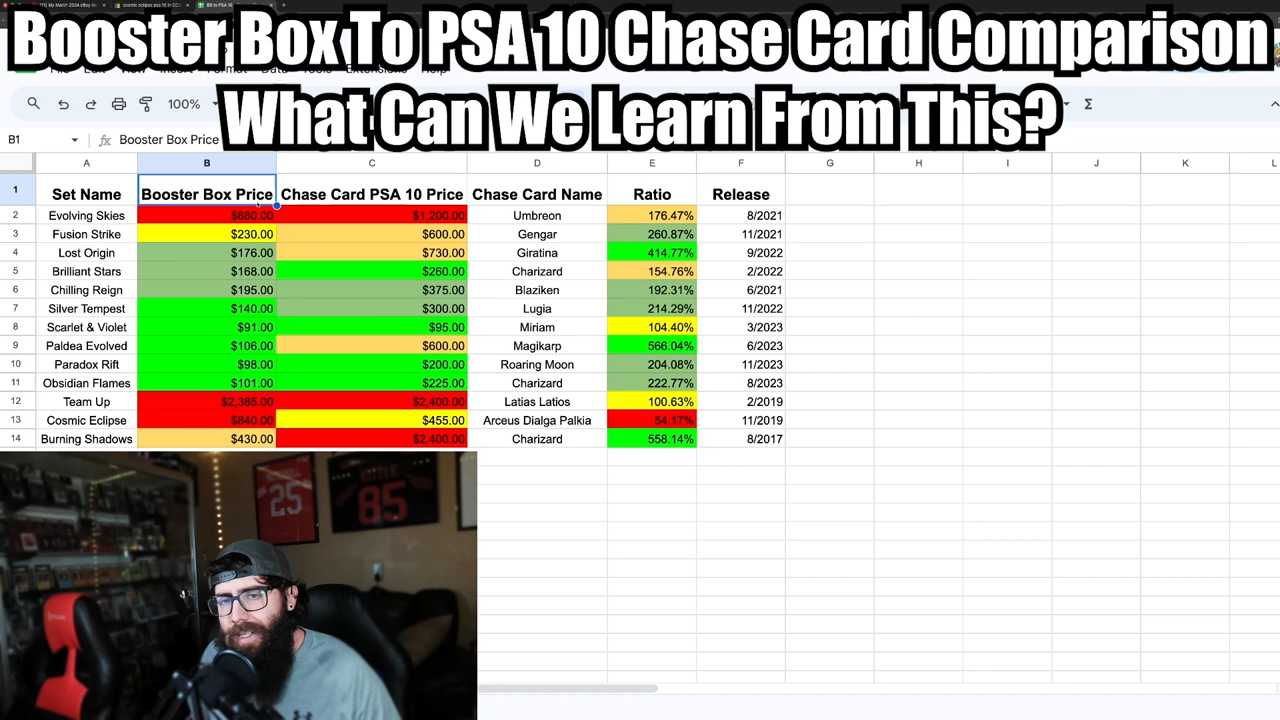 Booster Box To PSA 10 Chase Card Comparison
What Can We Learn From This?
100%
B1 fx Booster Box Price
A B C D E F G H I J K L
1 Set Name Booster Box Price Chase Card PSA 10 Price Chase Card Name Ratio Release
2 Evolving Skies $680.00 $1,200.00 Umbreon 176.47% 8/2021
3 Fusion Strike $230.00 $600.00 Gengar 260.87% 11/2021
4 Lost Origin $176.00 $730.00 Giratina 414.77% 9/2022
5 Brilliant Stars $168.00 $260.00 Charizard 154.76% 2/2022
6 Chilling Reign $195.00 $375.00 Blaziken 192.31% 6/2021
7 Silver Tempest $140.00 $300.00 Lugia 214.29% 11/2022
8 Scarlet & Violet $91.00 $95.00 Miriam 104.40% 3/2023
9 Paldea Evolved $106.00 $600.00 Magikarp 566.04% 6/2023
10 Paradox Rift $98.00 $200.00 Roaring Moon 204.08% 11/2023
11 Obsidian Flames $101.00 $225.00 Charizard 222.77% 8/2023
12 Team Up $2,385.00 $2,400.00 Latias Latios 100.63% 2/2019
13 Cosmic Eclipse $840.00 $455.00 Arceus Dialga Palkia 54.17% 11/2019
14 Burning Shadows $430.00 $2,400.00 Charizard 558.14% 8/2017
25
85